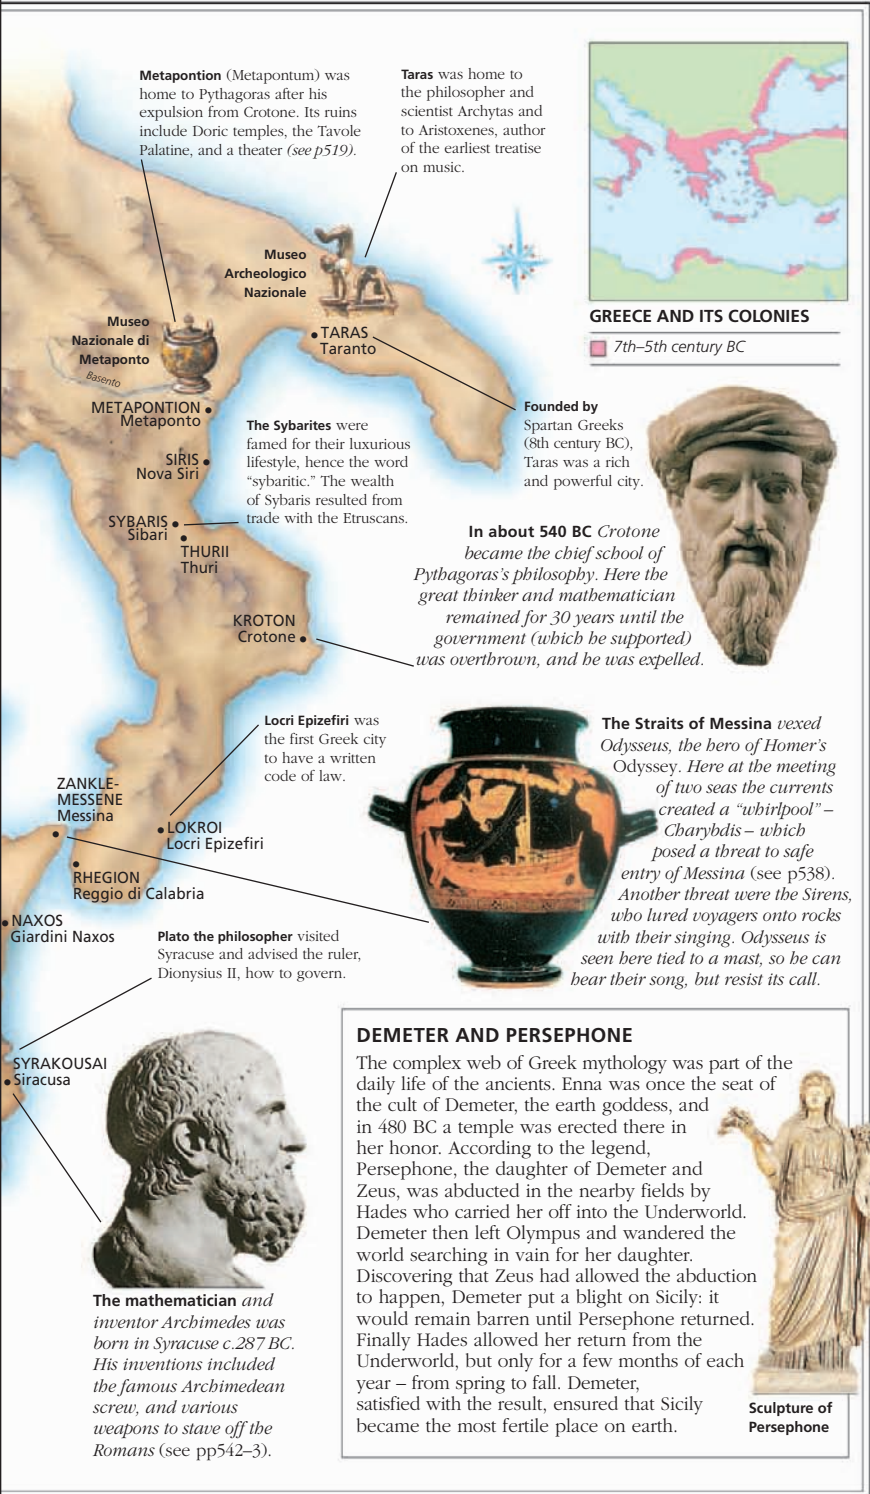 Metapontion (Metapontum) was
home to Pythagoras after his
expulsion from Crotone. Its ruins
include Doric temples, the Tavole
Palatine, and a theater (see p519).
Taras was home to
the philosopher and
scientist Archytas and
to Aristoxenes, author
of the earliest treatise
on music.
GREECE AND ITS COLONIES
7th–5th century BC
Museo
Archeologico
Nazionale
TARAS
Taranto
Museo
Nazionale di
Metaponto
Basento
METAPONTION
Metaponto
Founded by
Spartan Greeks
(8th century BC),
Taras was a rich
and powerful city.
The Sybarites were
famed for their luxurious
lifestyle, hence the word
“sybaritic.” The wealth
of Sybaris resulted from
trade with the Etruscans.
SIRIS
Nova Siri
SYBARIS
Sibari
THURII
Thuri
In about 540 BC Crotone
became the chief school of
Pythagoras’s philosophy. Here the
great thinker and mathematician
remained for 30 years until the
government (which he supported)
was overthrown, and he was expelled.
KROTON
Crotone
Locri Epizefiri was
the first Greek city
to have a written
code of law.
The Straits of Messina vexed
Odysseus, the hero of Homer’s
Odyssey. Here at the meeting
of two seas the currents
created a “whirlpool” –
Charybdis – which
posed a threat to safe
entry of Messina (see p538).
Another threat were the Sirens,
who lured voyagers onto rocks
with their singing. Odysseus is
seen here tied to a mast, so he can
hear their song, but resist its call.
ZANKLE-
MESSENE
Messina
LOKROI
Locri Epizefiri
RHEGION
Reggio di Calabria
NAXOS
Giardini Naxos
Plato the philosopher visited
Syracuse and advised the ruler,
Dionysius II, how to govern.
SYRAKOUSAI
Siracusa
The mathematician and
inventor Archimedes was
born in Syracuse c.287 BC.
His inventions included
the famous Archimedean
screw, and various
weapons to stave off the
Romans (see pp542–3).
DEMETER AND PERSEPHONE
The complex web of Greek mythology was part of the
daily life of the ancients. Enna was once the seat of
the cult of Demeter, the earth goddess, and
in 480 BC a temple was erected there in
her honor. According to the legend,
Persephone, the daughter of Demeter and
Zeus, was abducted in the nearby fields by
Hades who carried her off into the Underworld.
Demeter then left Olympus and wandered the
world searching in vain for her daughter.
Discovering that Zeus had allowed the abduction
to happen, Demeter put a blight on Sicily: it
would remain barren until Persephone returned.
Finally Hades allowed her return from the
Underworld, but only for a few months of each
year – from spring to fall. Demeter,
satisfied with the result, ensured that Sicily
became the most fertile place on earth.
Sculpture of
Persephone